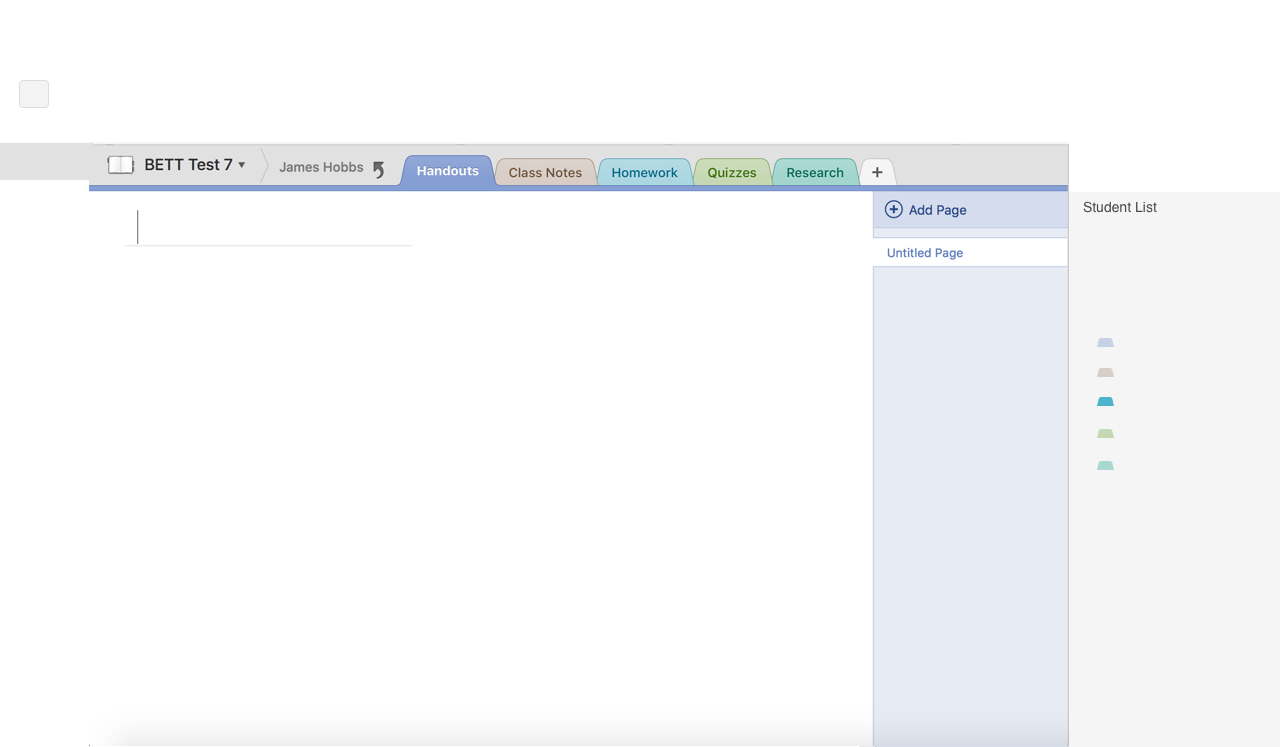 BETT Test 7
James Hobbs
Handouts
Class Notes
Homework
Quizzes
Research
+
Add Page
Student List
Untitled Page